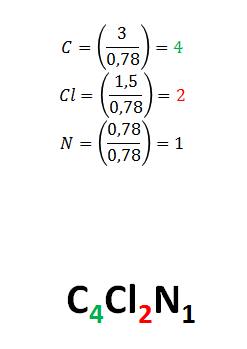 C = (3/0,78) = 4
Cl = (1,5/0,78) = 2
N = (0,78/0,78) = 1
C₄Cl₂N₁